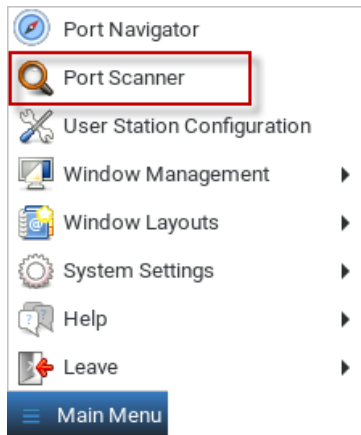 Port Navigator
Port Scanner
User Station Configuration
Window Management
Window Layouts
System Settings
Help
Leave
Main Menu